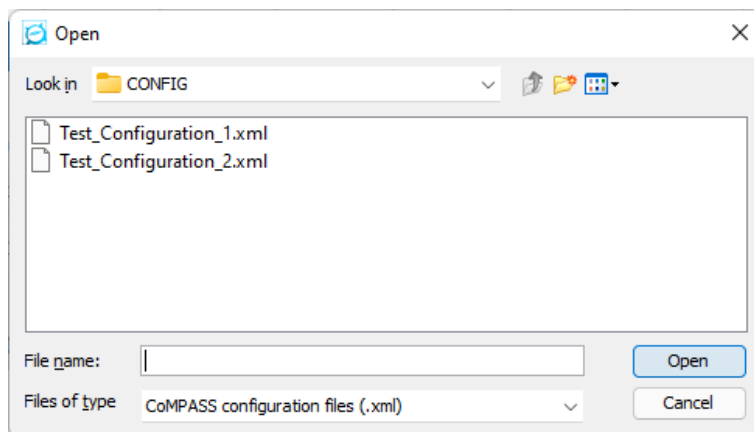 Open
Look in CONFIG
Test_Configuration_1.xml
Test_Configuration_2.xml
File name: Open
Files of type CoMPASS configuration files (.xml) Cancel